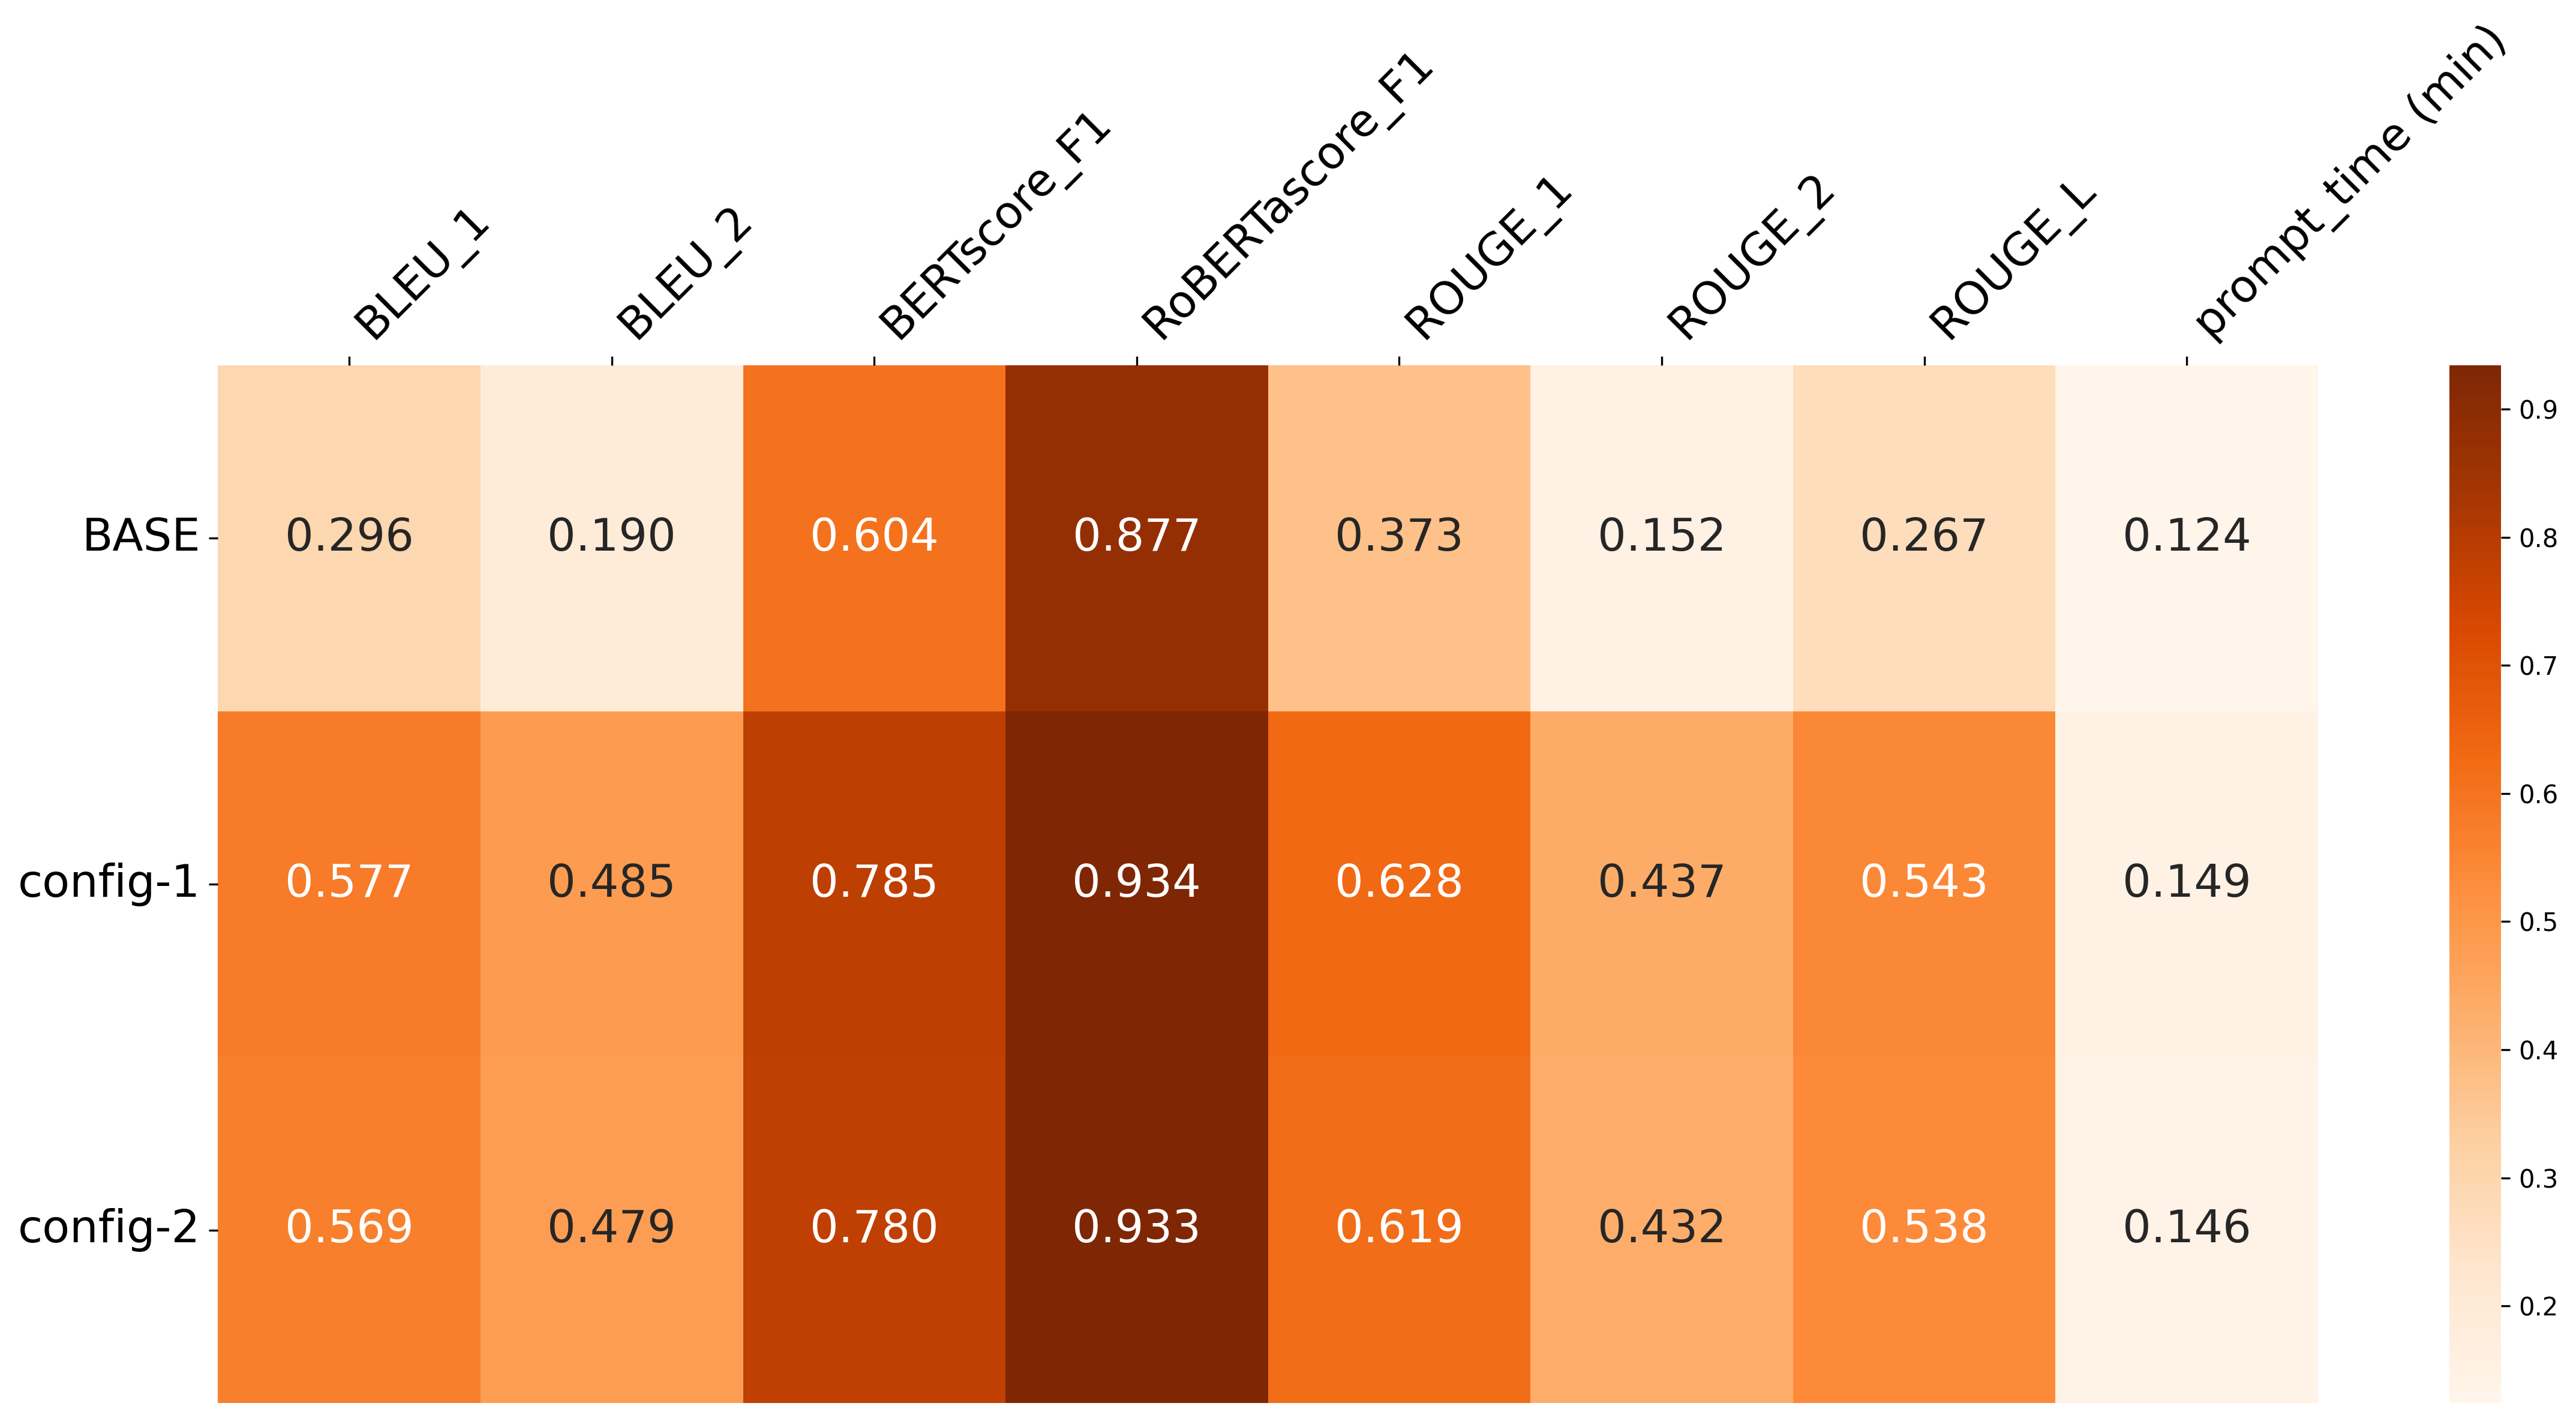 BLEU_1 BLEU_2 BERTscore_F1 RoBERTascore_F1 ROUGE_1 ROUGE_2 ROUGE_L prompt_time (min)
BASE 0.296 0.190 0.604 0.877 0.373 0.152 0.267 0.124
config-1 0.577 0.485 0.785 0.934 0.628 0.437 0.543 0.149
config-2 0.569 0.479 0.780 0.933 0.619 0.432 0.538 0.146
0.9
0.8
0.7
0.6
0.5
0.4
0.3
0.2